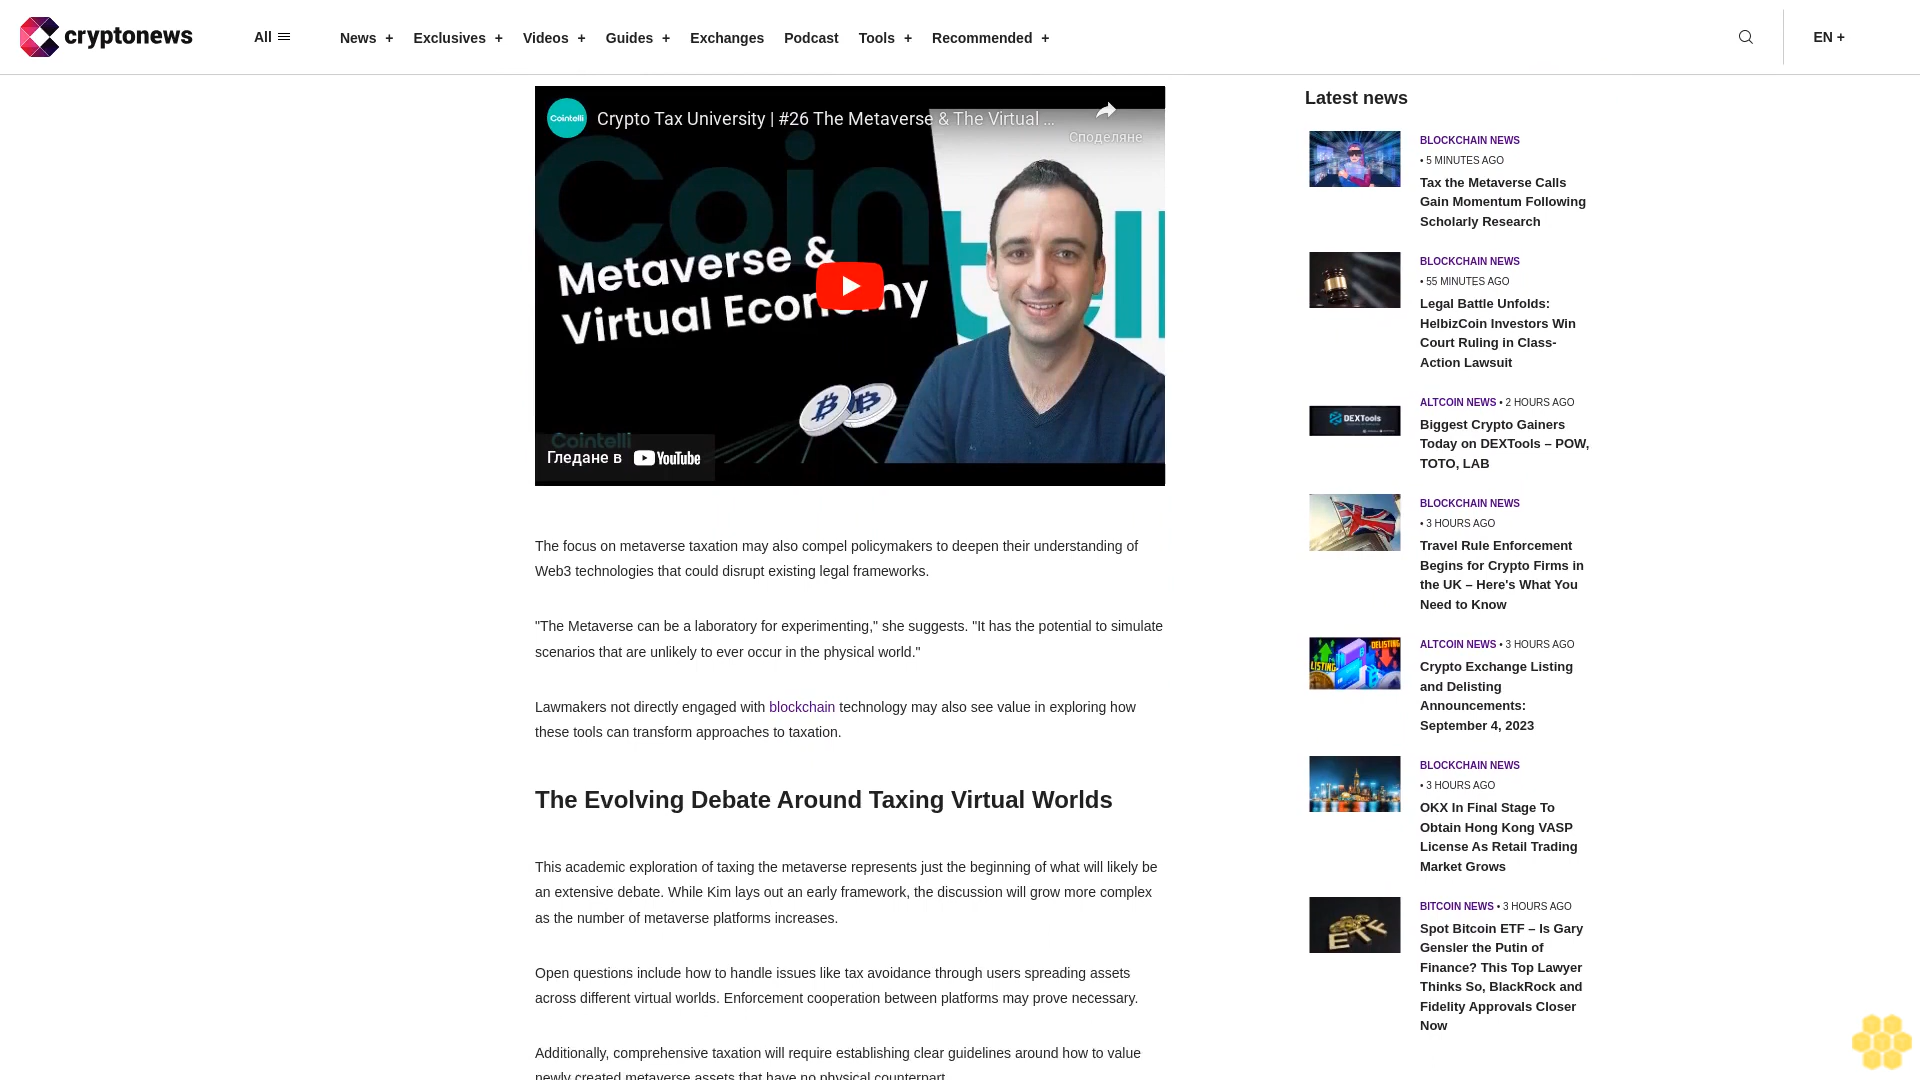 cryptonews
All
News +
Exclusives +
Videos +
Guides +
Exchanges
Podcast
Tools +
Recommended +
EN +
Cointelli
Crypto Tax University | #26 The Metaverse & The Virtual ...
Споделяне
Coin
tell
Metaverse &
Virtual Economy
Cointelli
Гледане в YouTube
The focus on metaverse taxation may also compel policymakers to deepen their understanding of
Web3 technologies that could disrupt existing legal frameworks.
"The Metaverse can be a laboratory for experimenting," she suggests. "It has the potential to simulate
scenarios that are unlikely to ever occur in the physical world."
Lawmakers not directly engaged with blockchain technology may also see value in exploring how
these tools can transform approaches to taxation.
The Evolving Debate Around Taxing Virtual Worlds
This academic exploration of taxing the metaverse represents just the beginning of what will likely be
an extensive debate. While Kim lays out an early framework, the discussion will grow more complex
as the number of metaverse platforms increases.
Open questions include how to handle issues like tax avoidance through users spreading assets
across different virtual worlds. Enforcement cooperation between platforms may prove necessary.
Additionally, comprehensive taxation will require establishing clear guidelines around how to value
newly created metaverse assets that have no physical counterpart.
Latest news
BLOCKCHAIN NEWS
• 5 MINUTES AGO
Tax the Metaverse Calls
Gain Momentum Following
Scholarly Research
BLOCKCHAIN NEWS
• 55 MINUTES AGO
Legal Battle Unfolds:
HelbizCoin Investors Win
Court Ruling in Class-
Action Lawsuit
DEXTools
ALTCOIN NEWS • 2 HOURS AGO
Biggest Crypto Gainers
Today on DEXTools – POW,
TOTO, LAB
BLOCKCHAIN NEWS
• 3 HOURS AGO
Travel Rule Enforcement
Begins for Crypto Firms in
the UK – Here's What You
Need to Know
LISTING
DELISTING
ALTCOIN NEWS • 3 HOURS AGO
Crypto Exchange Listing
and Delisting
Announcements:
September 4, 2023
BLOCKCHAIN NEWS
• 3 HOURS AGO
OKX In Final Stage To
Obtain Hong Kong VASP
License As Retail Trading
Market Grows
ETF
BITCOIN NEWS • 3 HOURS AGO
Spot Bitcoin ETF – Is Gary
Gensler the Putin of
Finance? This Top Lawyer
Thinks So, BlackRock and
Fidelity Approvals Closer
Now